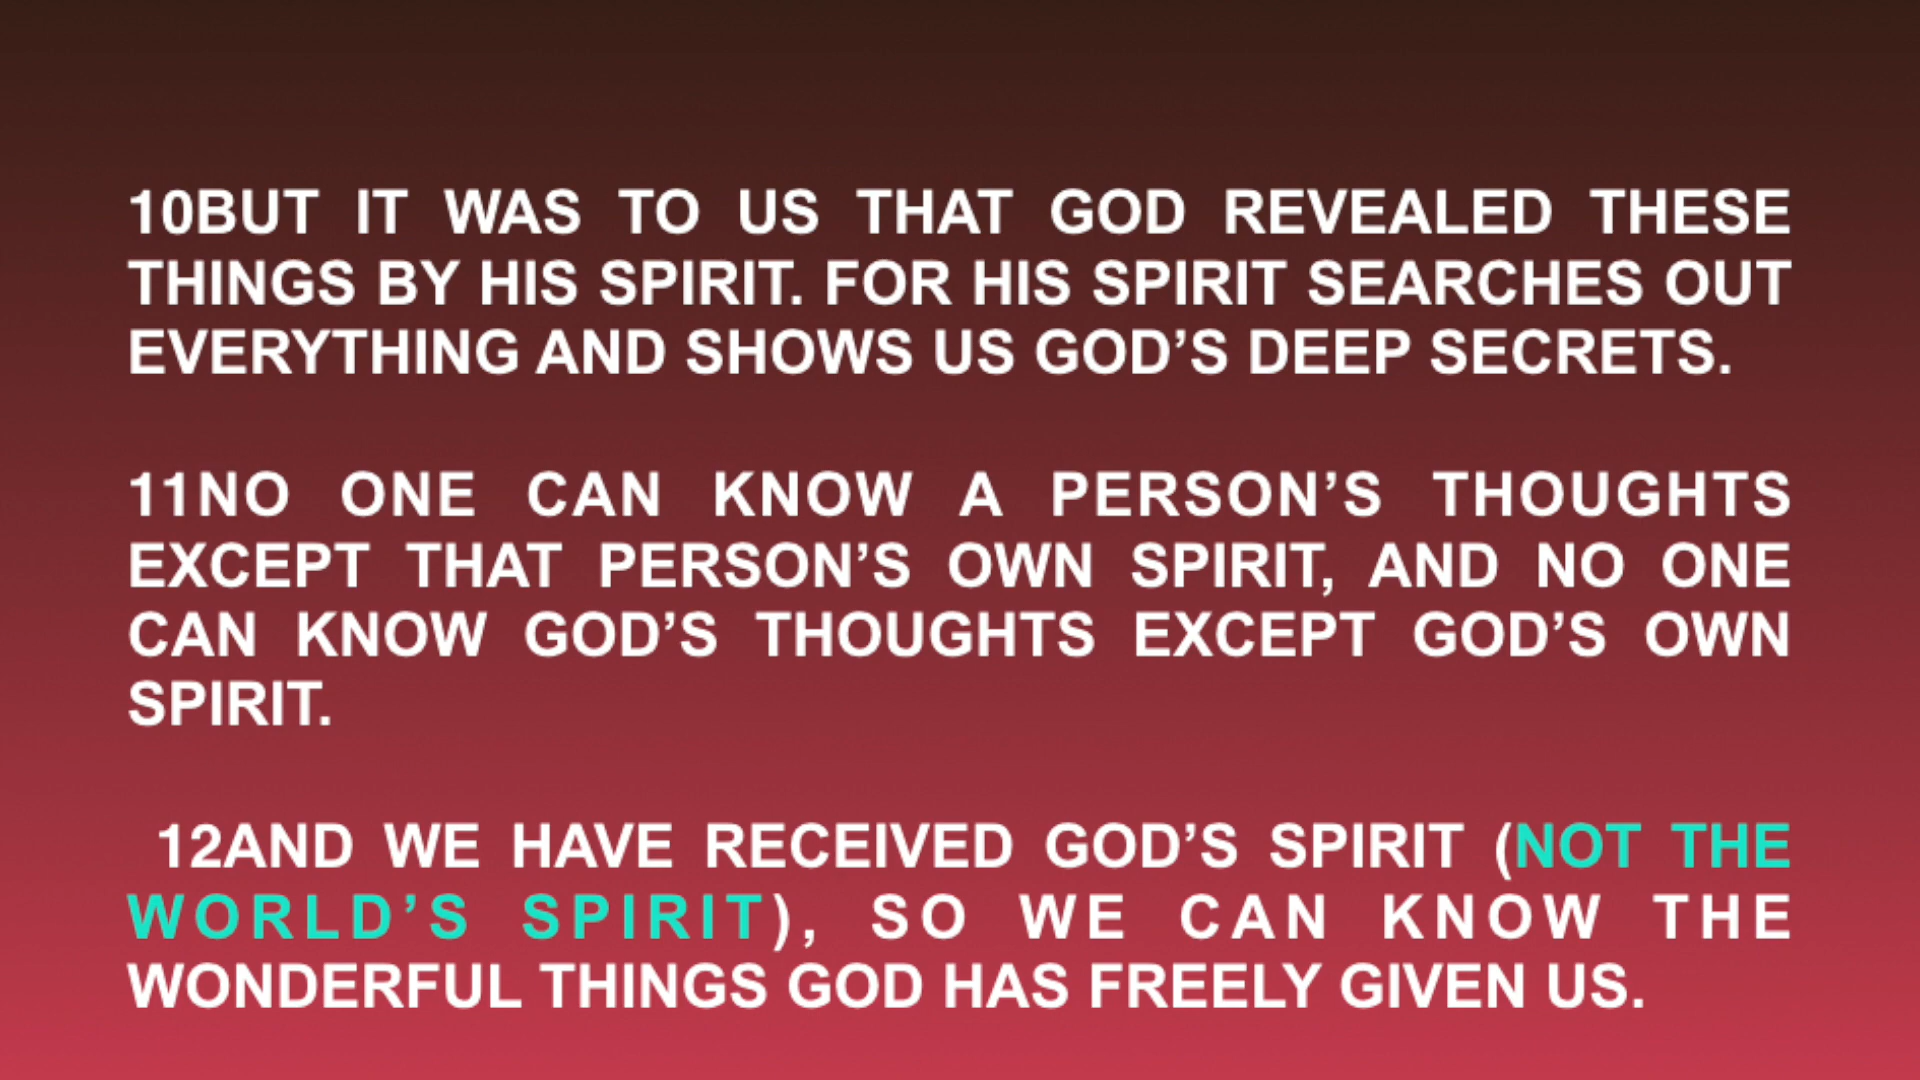 10BUT IT WAS TO US THAT GOD REVEALED THESE
THINGS BY HIS SPIRIT. FOR HIS SPIRIT SEARCHES OUT
EVERYTHING AND SHOWS US GOD’S DEEP SECRETS.
11NO ONE CAN KNOW A PERSON’S THOUGHTS
EXCEPT THAT PERSON’S OWN SPIRIT, AND NO ONE
CAN KNOW GOD’S THOUGHTS EXCEPT GOD’S OWN
SPIRIT.
12AND WE HAVE RECEIVED GOD’S SPIRIT (NOT THE
WORLD’S SPIRIT), SO WE CAN KNOW THE
WONDERFUL THINGS GOD HAS FREELY GIVEN US.